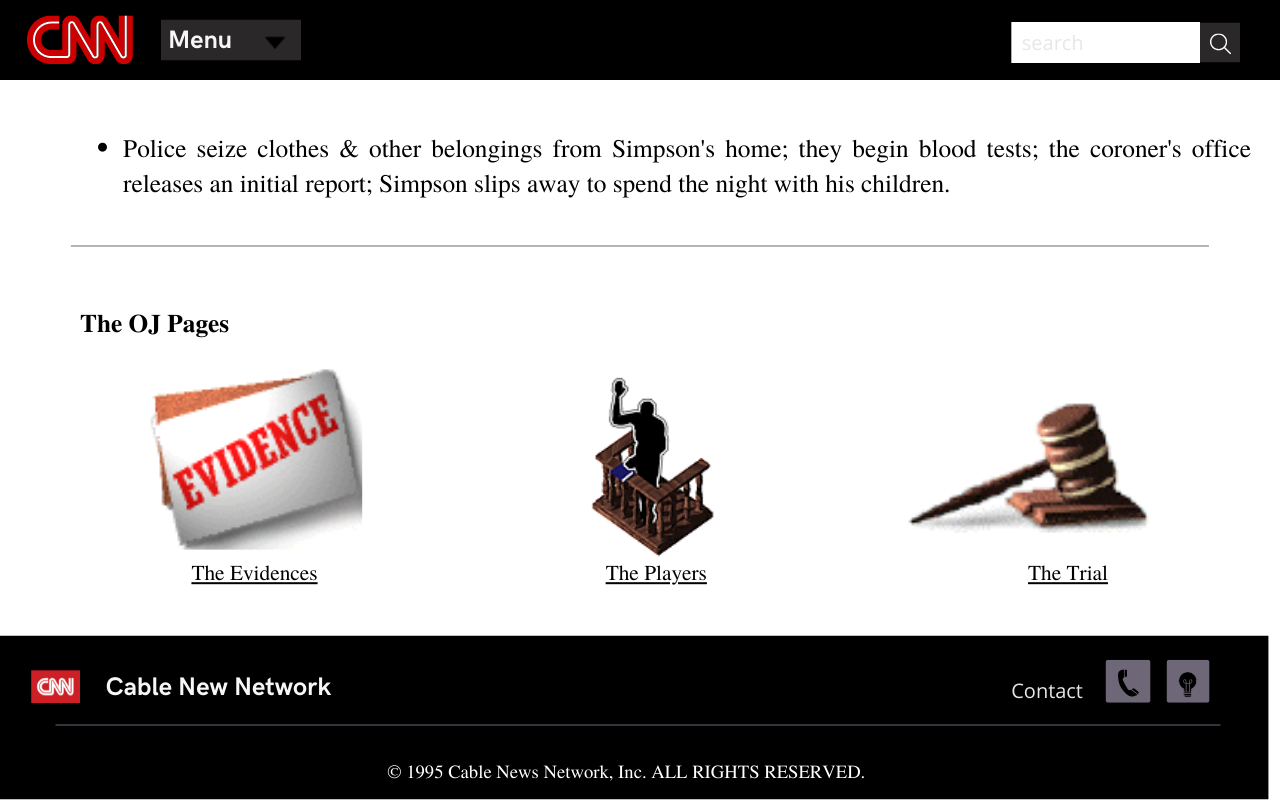 CNN
Menu
search
• Police seize clothes & other belongings from Simpson's home; they begin blood tests; the coroner's office
releases an initial report; Simpson slips away to spend the night with his children.
The OJ Pages
EVIDENCE
The Evidences
The Players
The Trial
CNN
Cable New Network
Contact
© 1995 Cable News Network, Inc. ALL RIGHTS RESERVED.